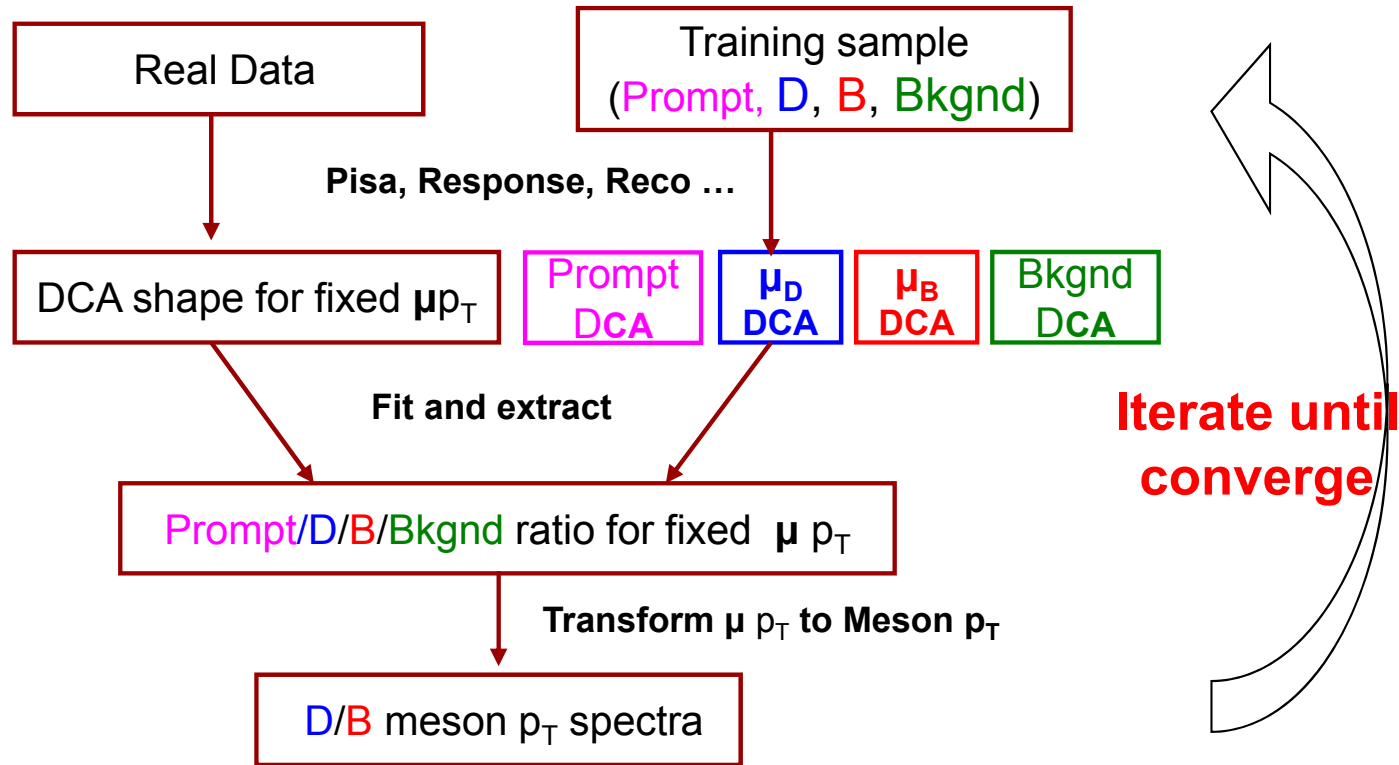 Real Data
Training sample
(Prompt, D, B, Bkgnd)
Pisa, Response, Reco …
DCA shape for fixed μpT
Prompt
DCA
μD
DCA
μB
DCA
Bkgnd
DCA
Fit and extract
Iterate until
converge
Prompt/D/B/Bkgnd ratio for fixed μ pT
Transform μ pT to Meson pT
D/B meson pT spectra